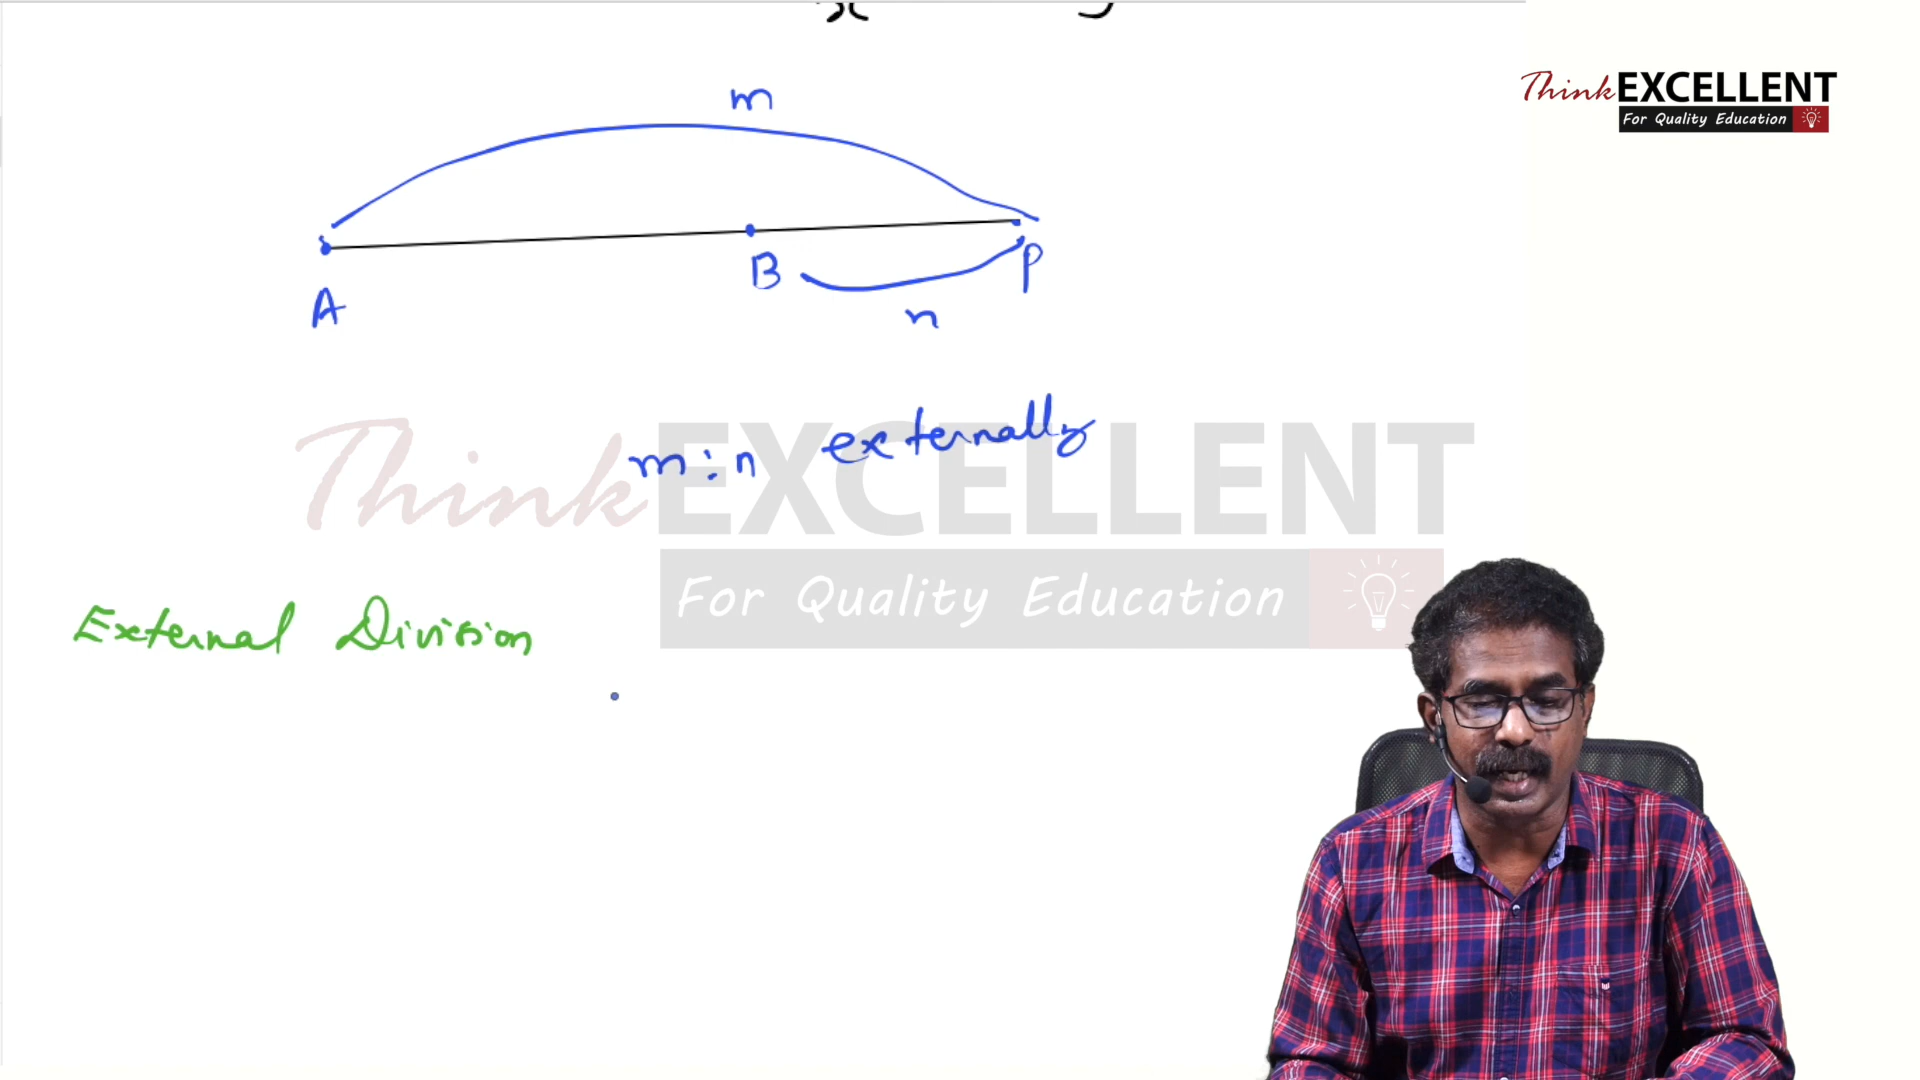 Think EXCELLENT
For Quality Education
m
A
B
P
n
m:n externally
Think EXCELLENT
For Quality Education
External Division